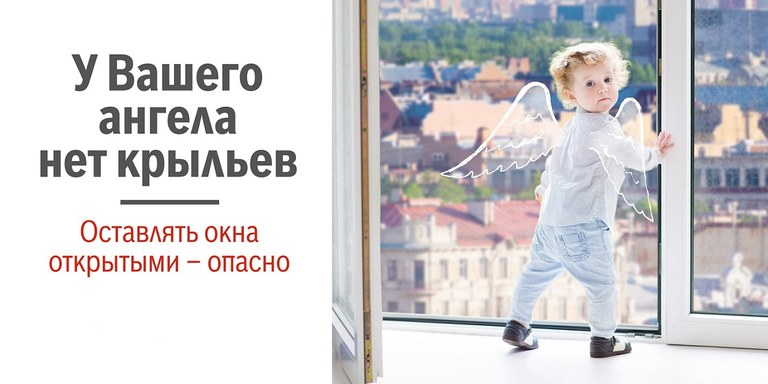 У Вашего
ангела
нет крыльев
Оставлять окна
открытыми – опасно